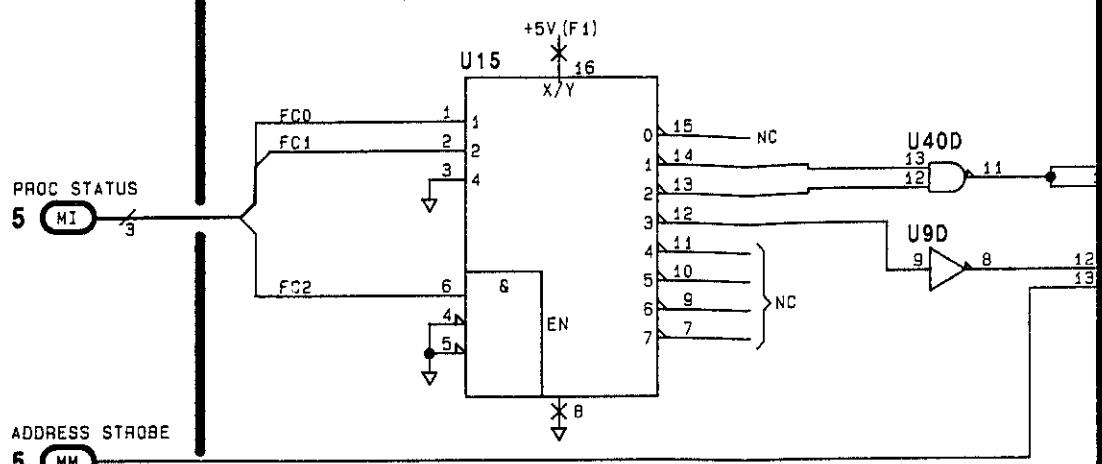 +5V(F1)
U15
16
X/Y
FC0
1
1
0
15
NC
FC1
2
2
1
14
13
U40D
11
3
4
2
13
12
PROC STATUS
5
MI
3
3
12
U9D
9
8
12
13
4
11
FC2
6
&
5
10
NC
4
EN
6
9
5
7
7
8
ADDRESS STROBE
5
MM